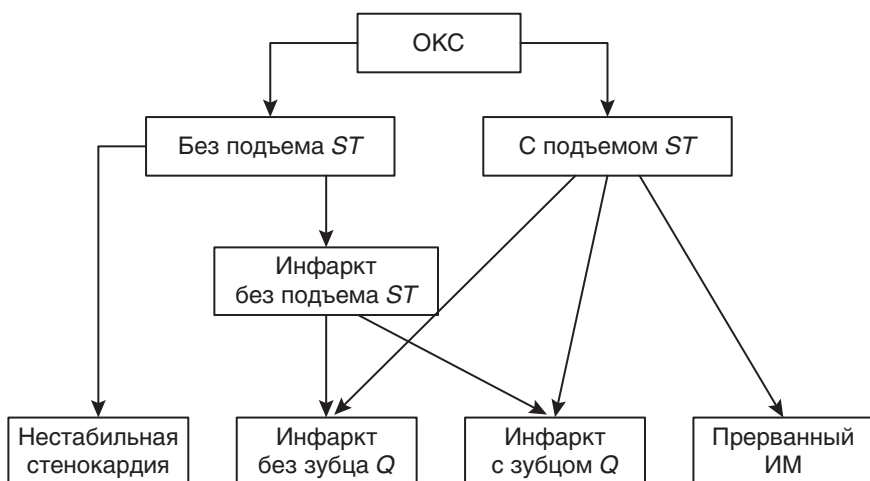 ОКС
Без подъема ST
С подъемом ST
Инфаркт
без подъема ST
Нестабильная
стенокардия
Инфаркт
без зубца Q
Инфаркт
с зубцом Q
Прерванный
ИМ